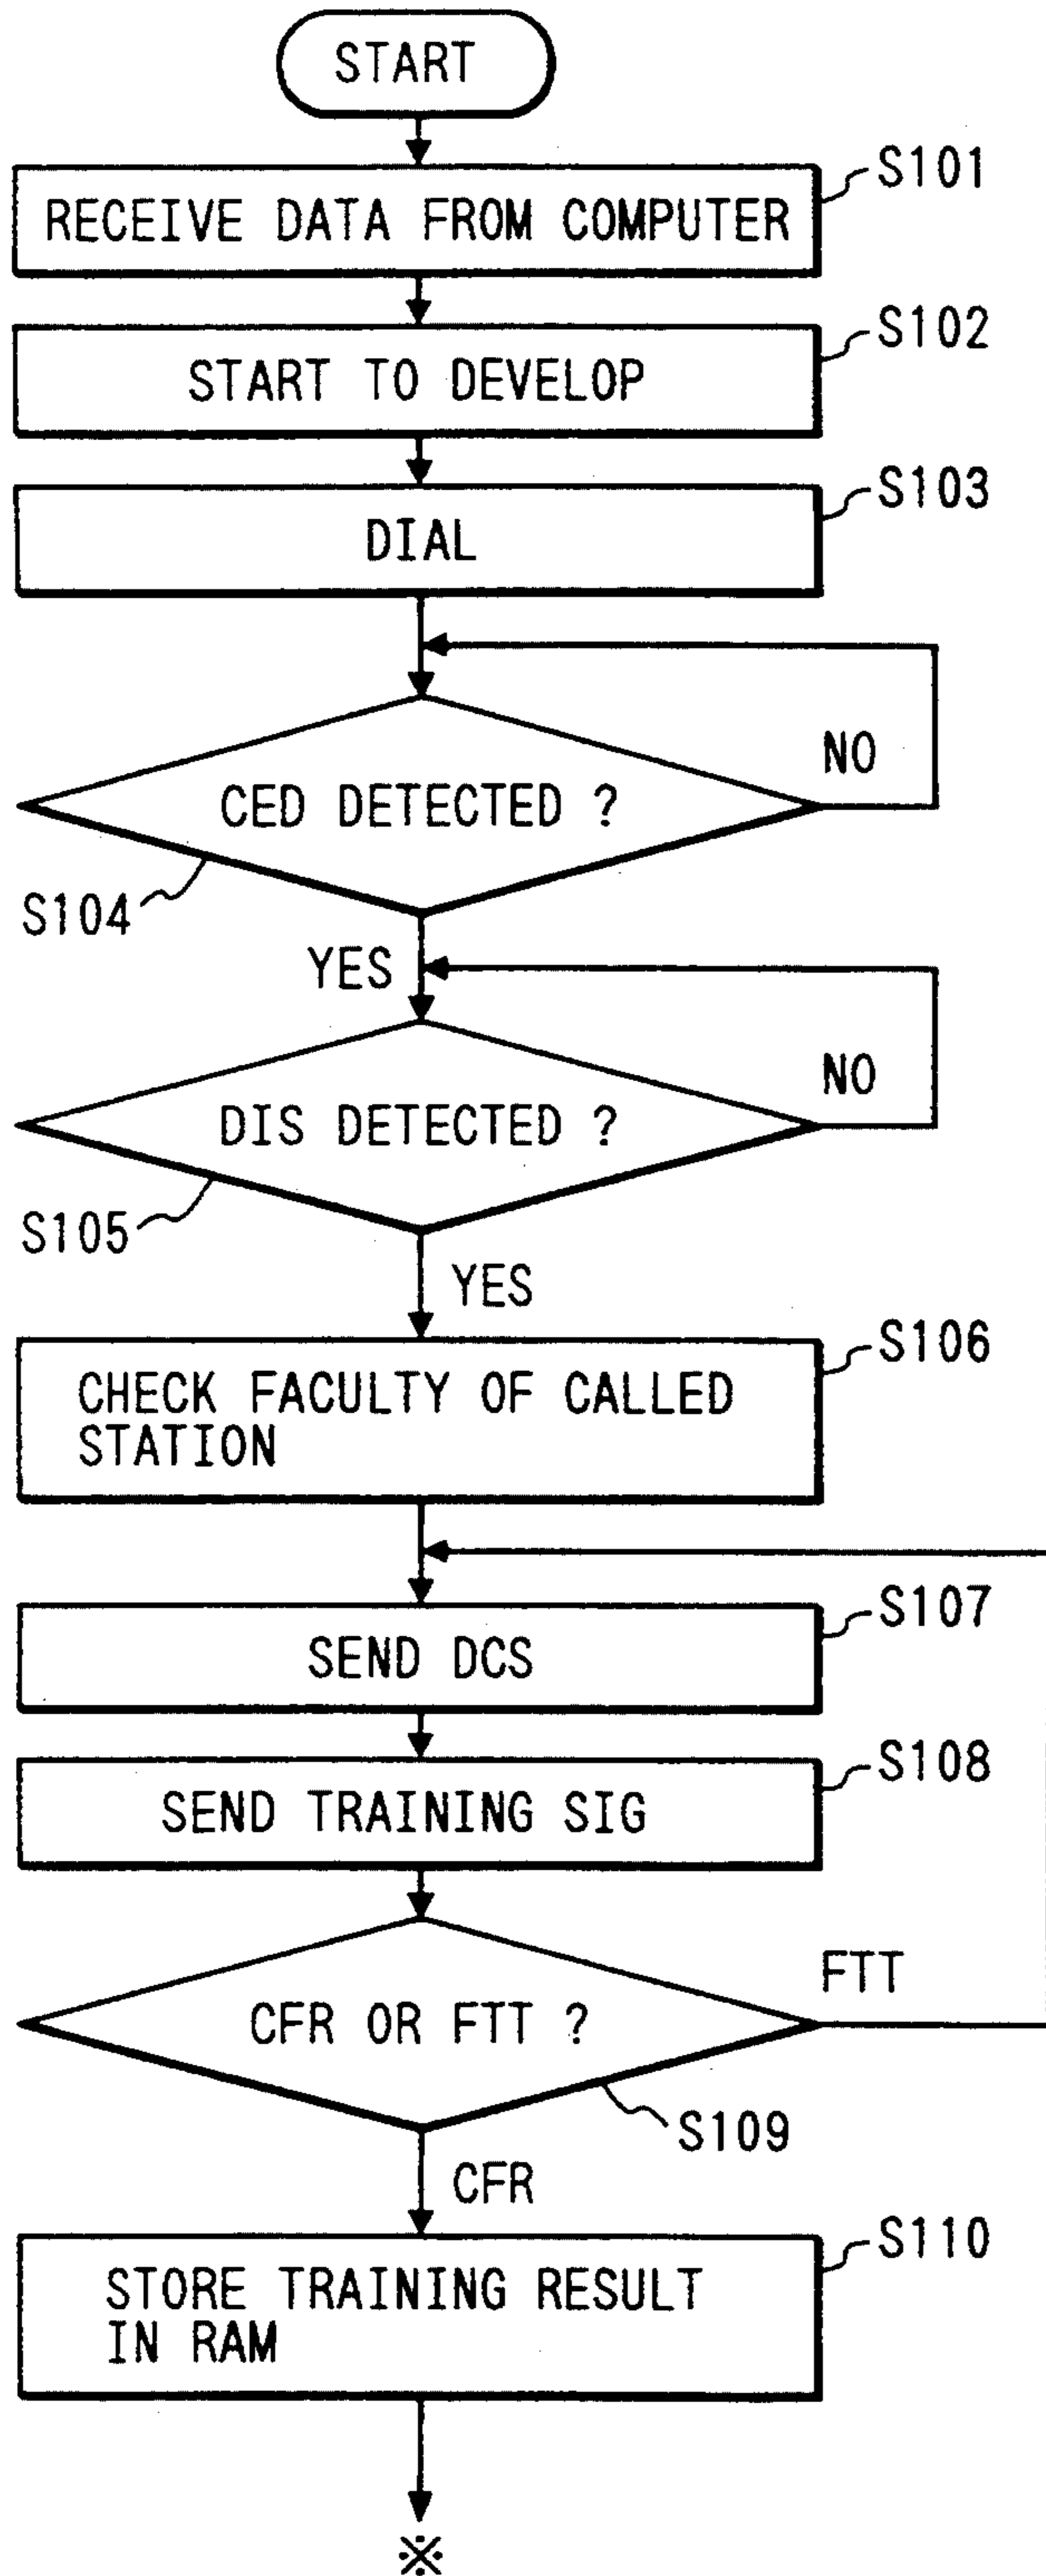 START
S101
RECEIVE DATA FROM COMPUTER
S102
START TO DEVELOP
S103
DIAL
NO
CED DETECTED ?
S104
YES
NO
DIS DETECTED ?
S105
YES
S106
CHECK FACULTY OF CALLED
STATION
S107
SEND DCS
S108
SEND TRAINING SIG
FTT
CFR OR FTT ?
S109
CFR
S110
STORE TRAINING RESULT
IN RAM
※